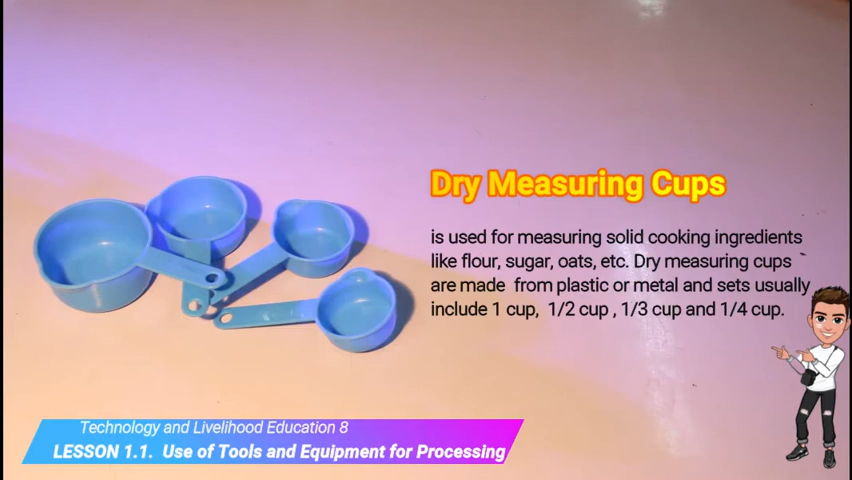 Dry Measuring Cups
is used for measuring solid cooking ingredients
like flour, sugar, oats, etc. Dry measuring cups
are made from plastic or metal and sets usually
include 1 cup, 1/2 cup , 1/3 cup and 1/4 cup.
Technology and Livelihood Education 8
LESSON 1.1. Use of Tools and Equipment for Processing